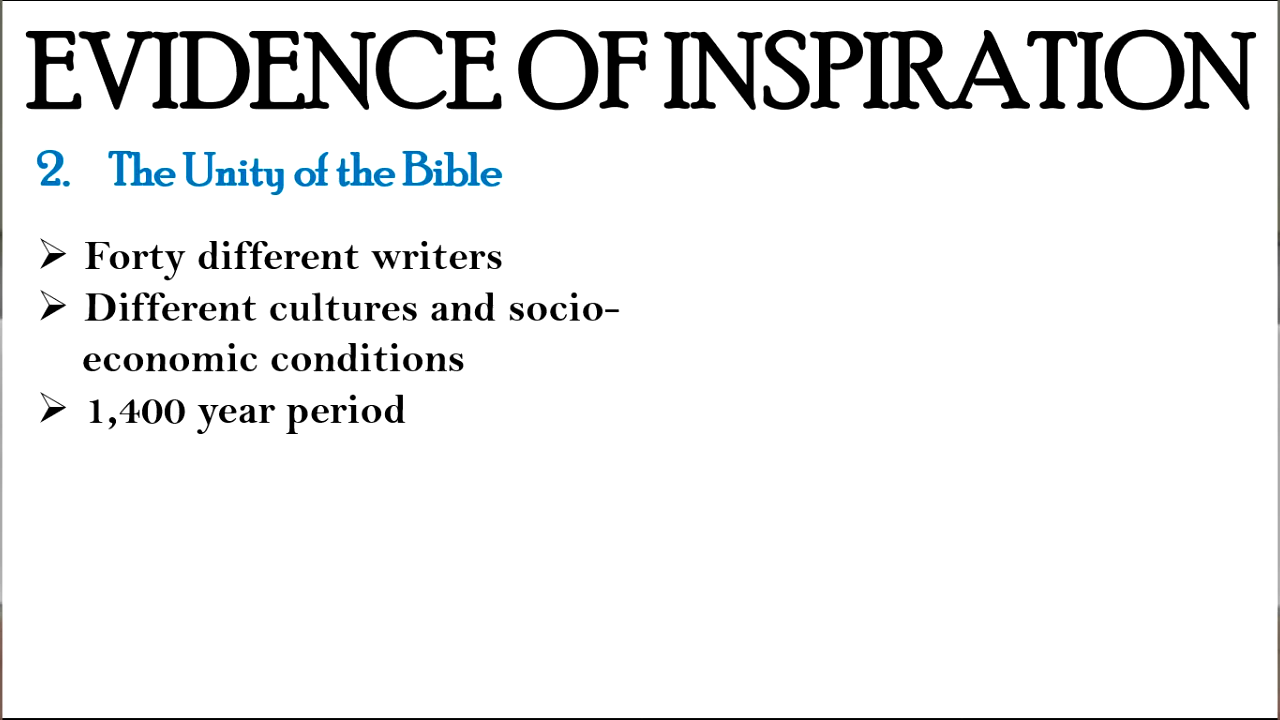 EVIDENCE OF INSPIRATION
2. The Unity of the Bible
➢ Forty different writers
➢ Different cultures and socio-
economic conditions
➢ 1,400 year period